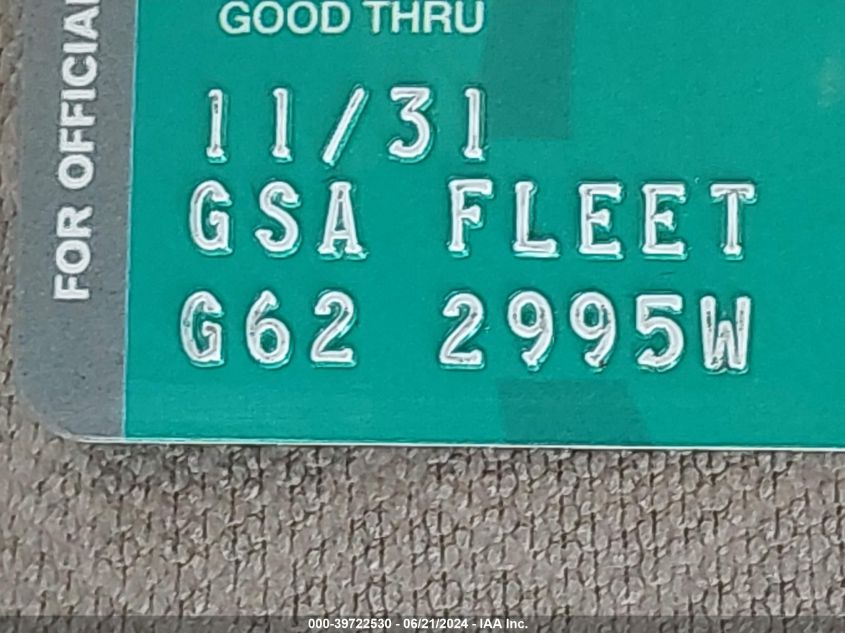 GOOD THRU
11/31
GSA FLEET
G62 2995W
FOR OFFICIAL
000-39722530 - 06/21/2024 - IAA Inc.